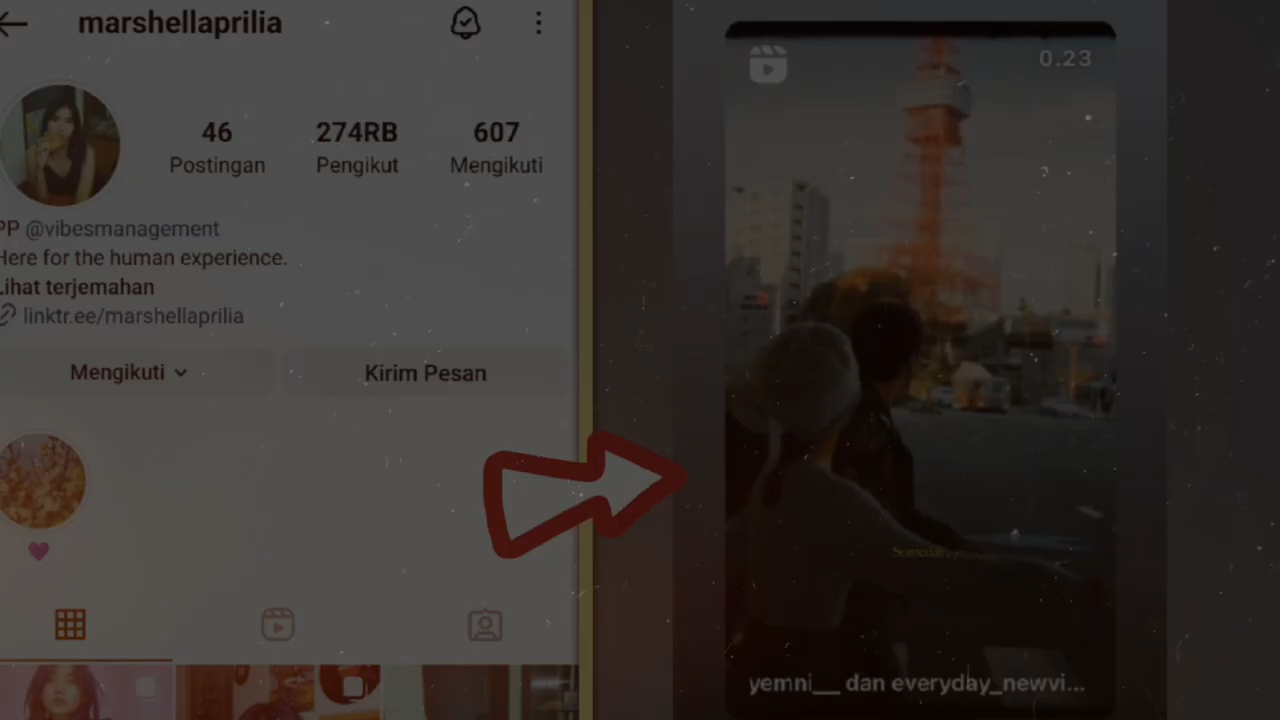 marshellaprilia
46 274RB 607
Postingan Pengikut Mengikuti
PP @vibesmanagement
Here for the human experience.
Lihat terjemahan
linktr.ee/marshellaprilia
Mengikuti Kirim Pesan
0.23
Someday
yemni__ dan everyday_newvi...